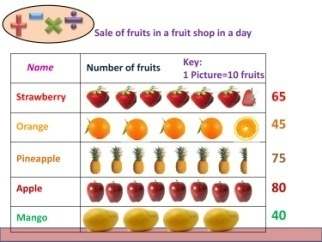 Sale of fruits in a fruit shop in a day
Name Number of fruits Key:
1 Picture=10 fruits
Strawberry 65
Orange 45
Pineapple 75
Apple 80
Mango 40